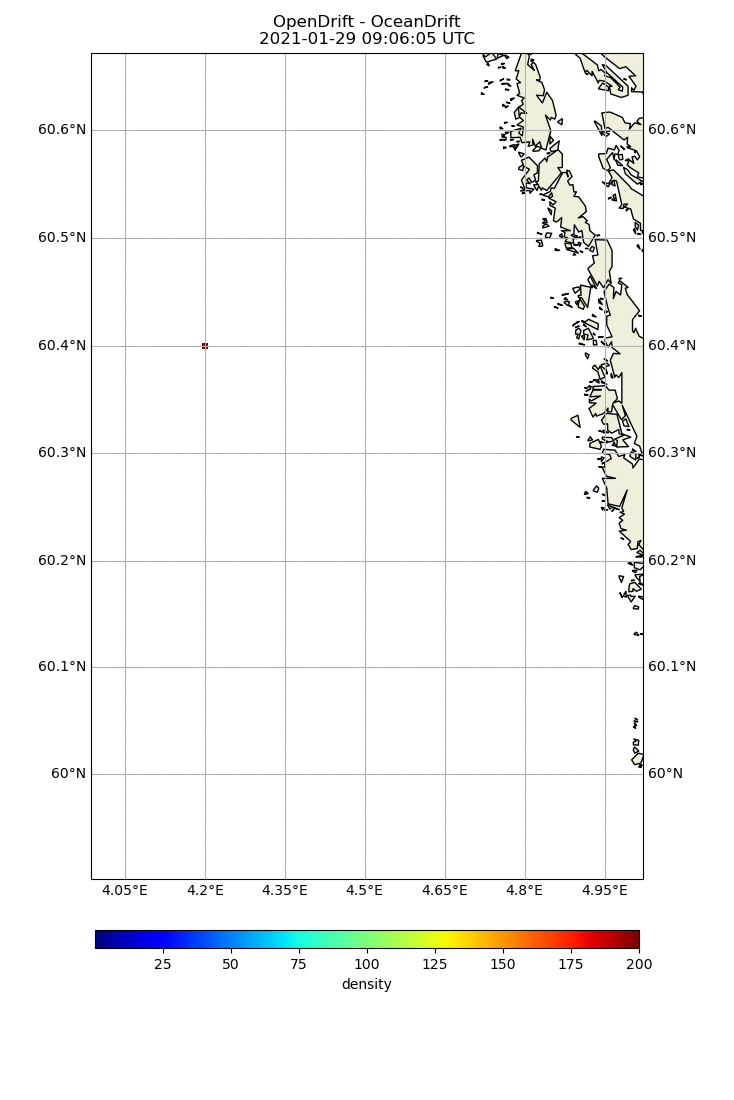 OpenDrift - OceanDrift
2021-01-29 09:06:05 UTC
60.6°N 60.6°N
60.5°N 60.5°N
60.4°N 60.4°N
60.3°N 60.3°N
60.2°N 60.2°N
60.1°N 60.1°N
60°N 60°N
4.05°E 4.2°E 4.35°E 4.5°E 4.65°E 4.8°E 4.95°E
25 50 75 100 125 150 175 200
density